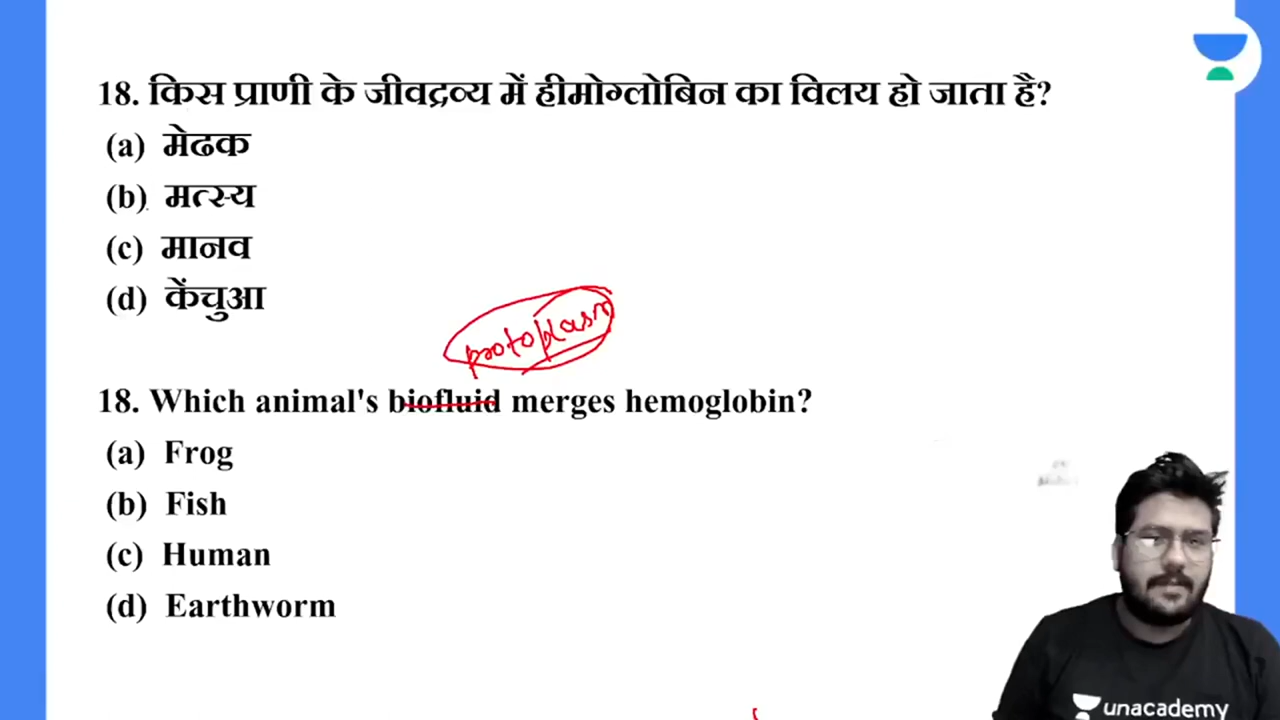 18. किस प्राणी के जीवद्रव्य में हीमोग्लोबिन का विलय हो जाता है?
(a) मेढक
(b) मत्स्य
(c) मानव
(d) केंचुआ
protoplasm
18. Which animal's biofluid merges hemoglobin?
(a) Frog
(b) Fish
(c) Human
(d) Earthworm
unacademy